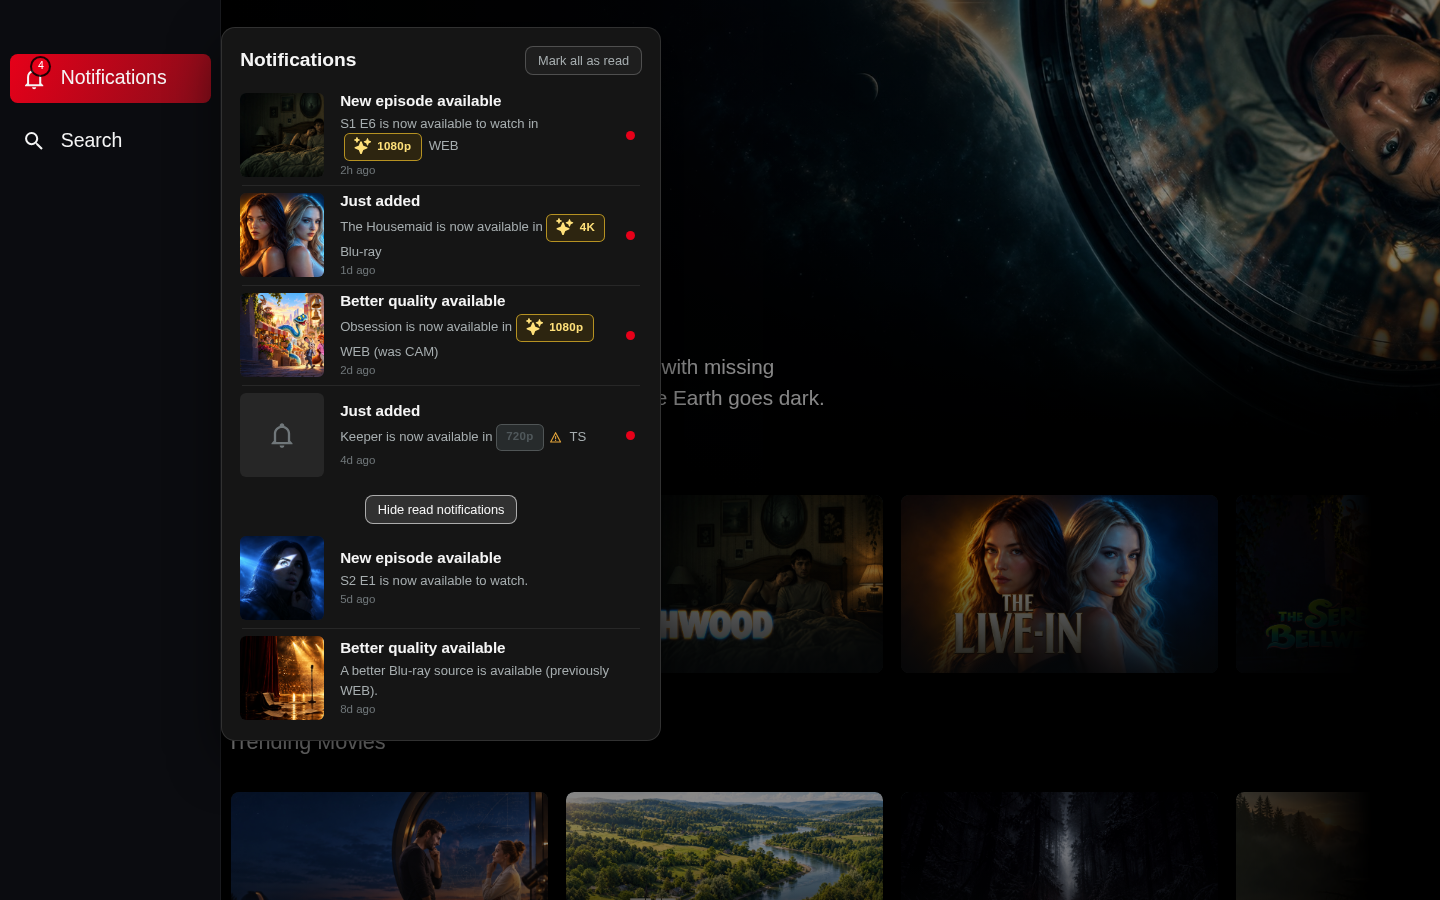 4
Notifications
Search
Notifications
Mark all as read
New episode available
S1 E6 is now available to watch in
1080p WEB
2h ago
Just added
The Housemaid is now available in 4K
Blu-ray
1d ago
Better quality available
Obsession is now available in 1080p
WEB (was CAM)
2d ago
Just added
Keeper is now available in 720p TS
4d ago
Hide read notifications
New episode available
S2 E1 is now available to watch.
5d ago
Better quality available
A better Blu-ray source is available (previously
WEB).
8d ago
with missing
Earth goes dark.
THE
LIVE-IN
THE
Trending Movies